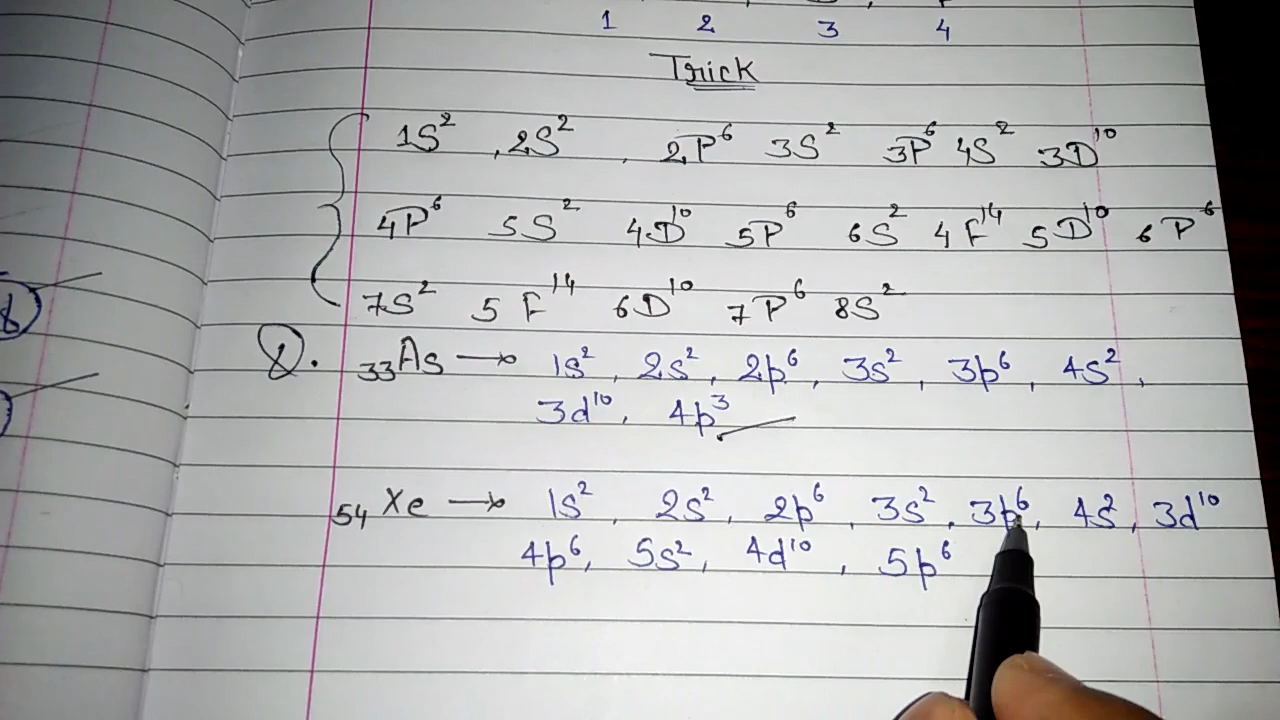 1 2 3 4
Trick
1S² , 2S² , 2P⁶ 3S² 3P⁶ 4S² 3D¹⁰
4P⁶ 5S² 4D¹⁰ 5P⁶ 6S² 4F¹⁴ 5D¹⁰ 6P⁶
7S² 5F¹⁴ 6D¹⁰ 7P⁶ 8S²
Q. ₃₃As → 1s² , 2s² , 2p⁶ , 3s² , 3p⁶ , 4s² ,
3d¹⁰ , 4p³
₅₄Xe → 1s² , 2s² , 2p⁶ , 3s² , 3p⁶ , 4s² , 3d¹⁰
4p⁶ , 5s² , 4d¹⁰ , 5p⁶